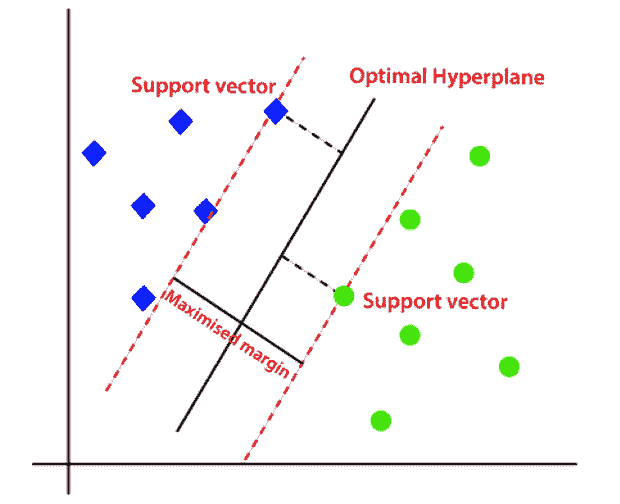 Support vector
Optimal Hyperplane
Support vector
Maximised margin